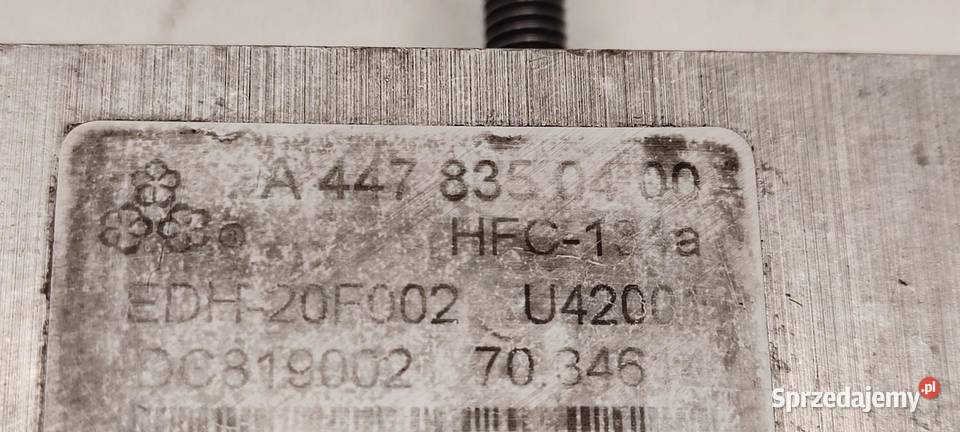 A 447 835 04 00
HFC-134a
EDH-20F002 U4200
DC819002 70.346
Sprzedajemy.pl